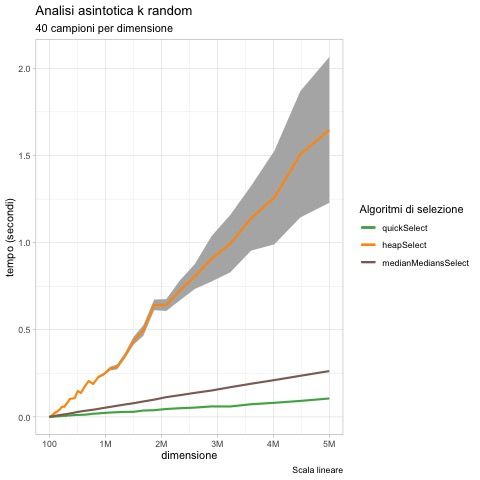 Analisi asintotica k random
40 campioni per dimensione
tempo (secondi)
2.0
1.5
1.0
0.5
0.0
100
1M
2M
3M
4M
5M
dimensione
Algoritmi di selezione
quickSelect
heapSelect
medianMediansSelect
Scala lineare